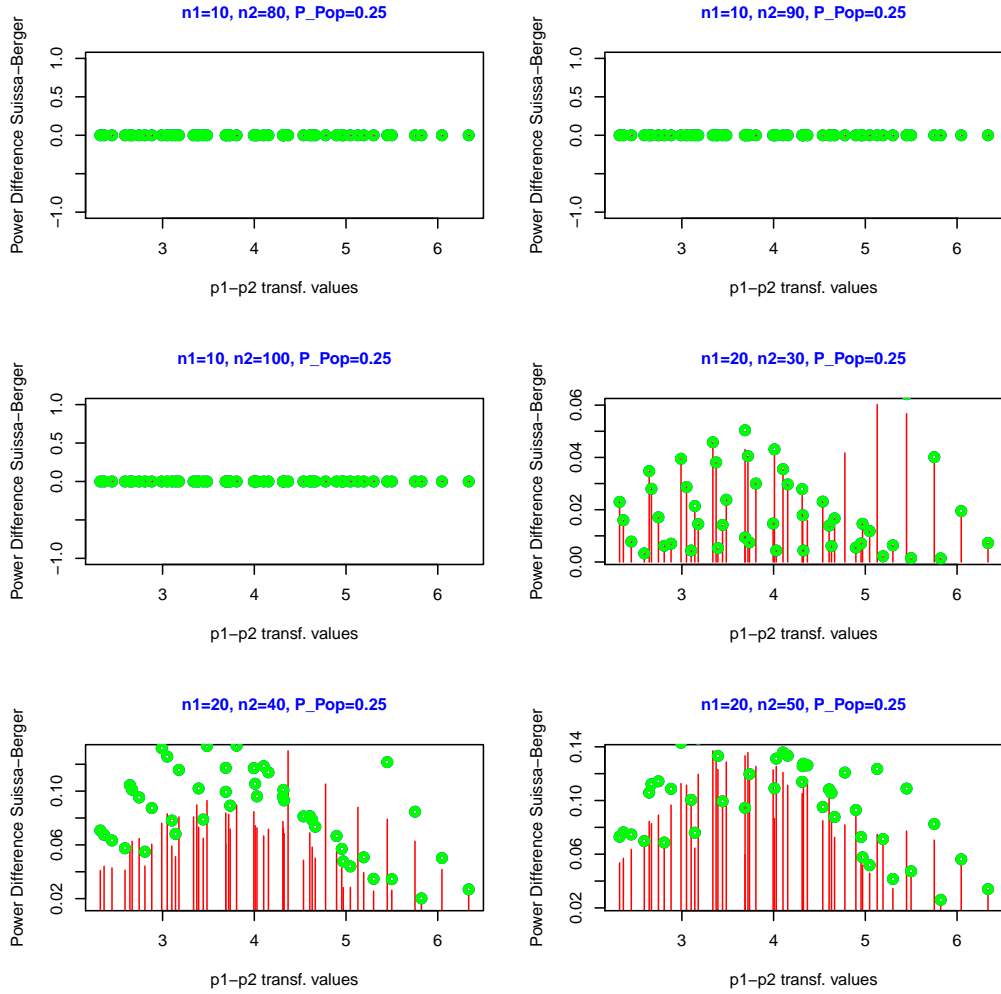 n1=10, n2=80, P_Pop=0.25
Power Difference Suissa−Berger
1.0
0.5
0.0
−1.0
3 4 5 6
p1−p2 transf. values
n1=10, n2=90, P_Pop=0.25
Power Difference Suissa−Berger
1.0
0.5
0.0
−1.0
3 4 5 6
p1−p2 transf. values
n1=10, n2=100, P_Pop=0.25
Power Difference Suissa−Berger
1.0
0.5
0.0
−1.0
3 4 5 6
p1−p2 transf. values
n1=20, n2=30, P_Pop=0.25
Power Difference Suissa−Berger
0.06
0.04
0.02
0.00
3 4 5 6
p1−p2 transf. values
n1=20, n2=40, P_Pop=0.25
Power Difference Suissa−Berger
0.10
0.06
0.02
3 4 5 6
p1−p2 transf. values
n1=20, n2=50, P_Pop=0.25
Power Difference Suissa−Berger
0.14
0.10
0.06
0.02
3 4 5 6
p1−p2 transf. values